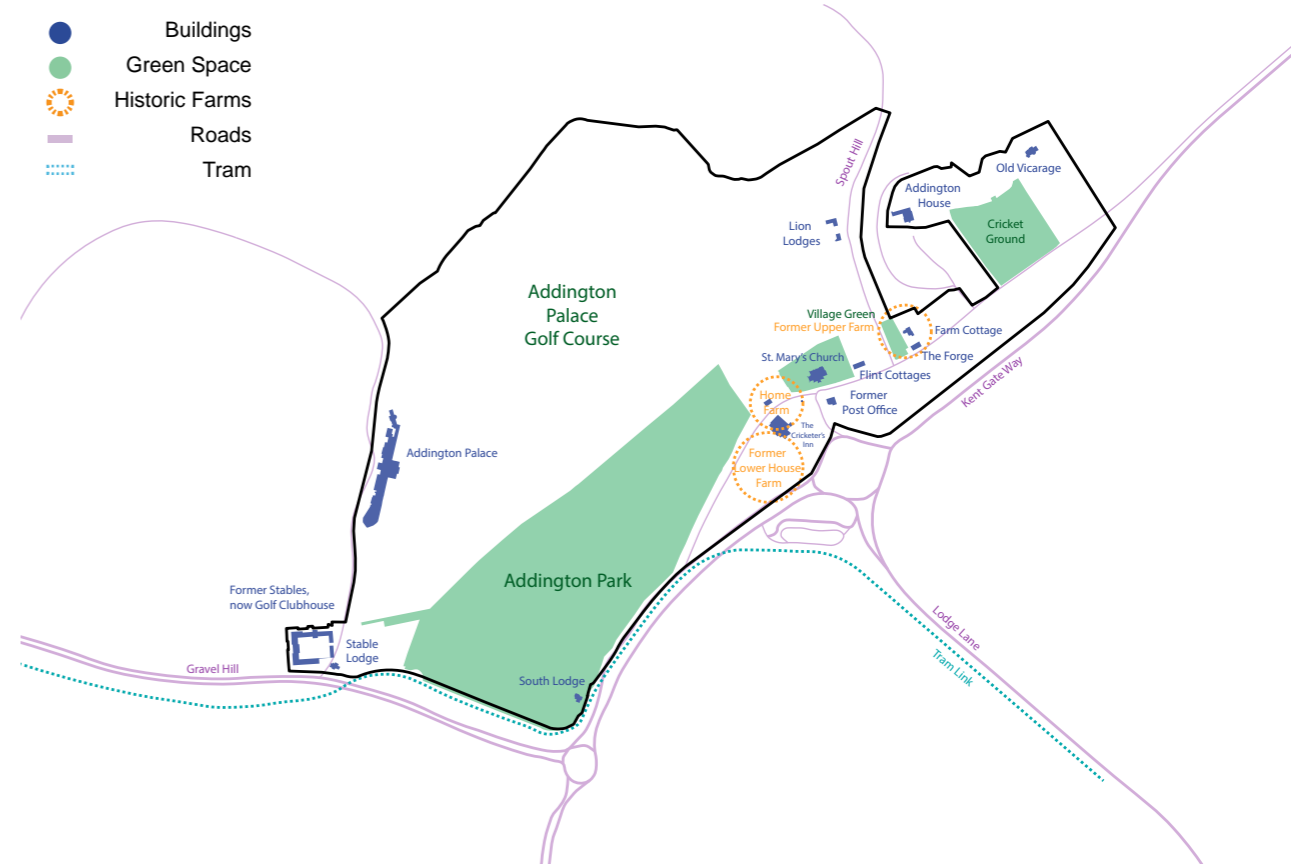 Buildings
Green Space
Historic Farms
Roads
Tram
Spout Hill
Old Vicarage
Addington
House
Cricket
Ground
Lion
Lodges
Addington
Palace
Golf Course
Village Green
Former Upper Farm
Farm Cottage
The Forge
St. Mary's Church
Flint Cottages
Kent Gate Way
Home
Farm
Former
Post Office
The
Cricketer's
Inn
Former
Lower House
Farm
Addington Palace
Addington Park
Former Stables,
now Golf Clubhouse
Stable
Lodge
Gravel Hill
South Lodge
Lodge Lane
Tram Link